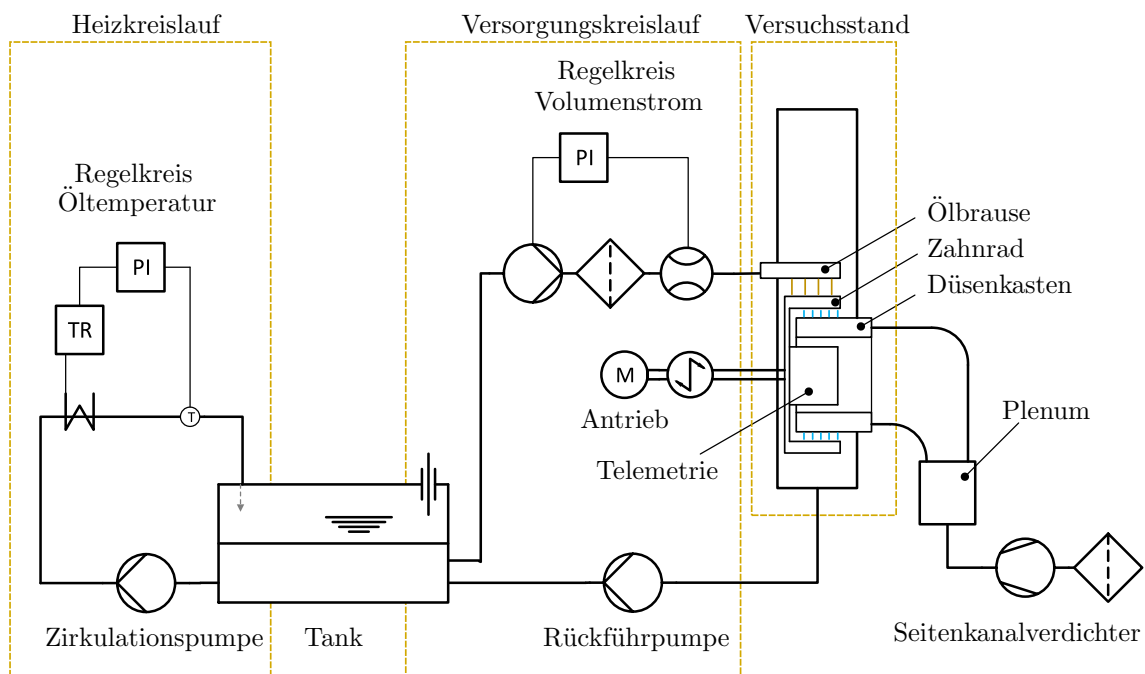 Heizkreislauf
Versorgungskreislauf
Versuchsstand
Regelkreis
Volumenstrom
PI
Regelkreis
Öltemperatur
PI
TR
T
Ölbrause
Zahnrad
Düsenkasten
M
Antrieb
Telemetrie
Plenum
Zirkulationspumpe
Tank
Rückführpumpe
Seitenkanalverdichter